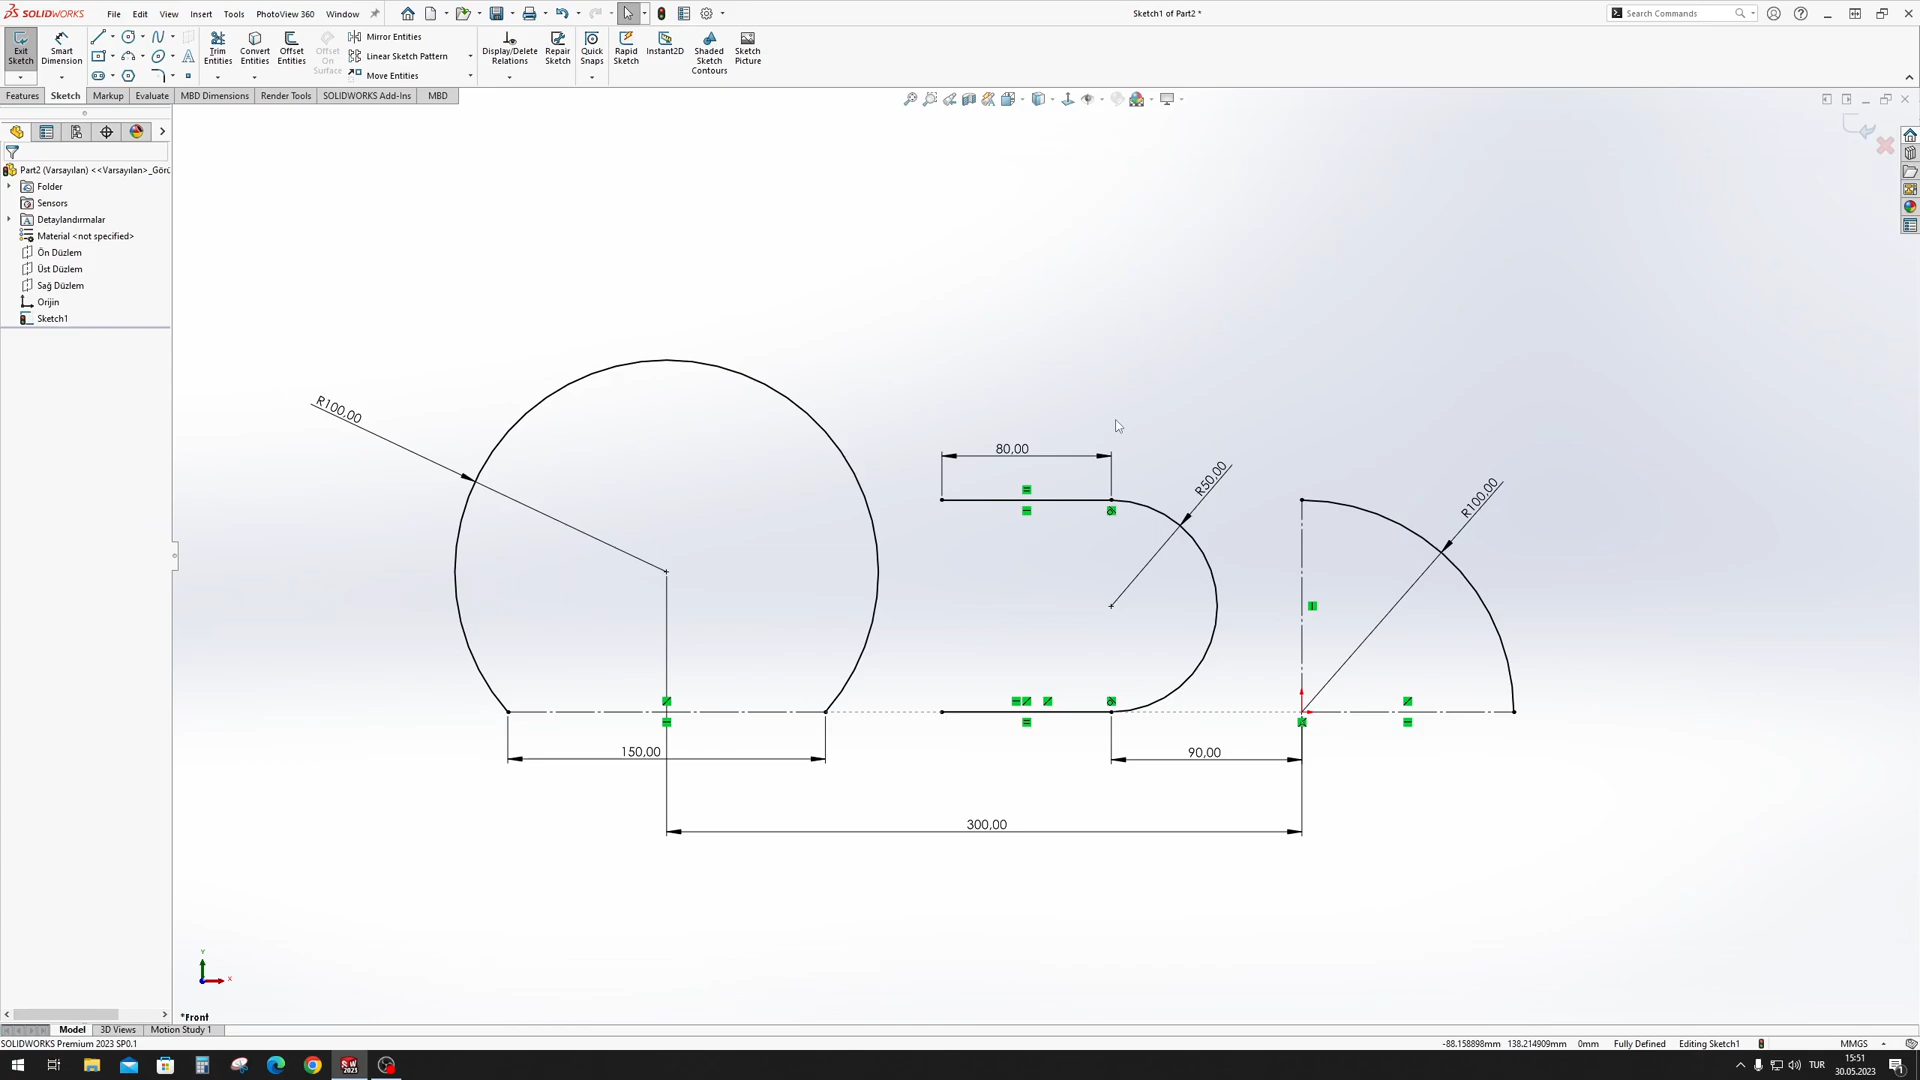 SOLIDWORKS File Edit View Insert Tools PhotoView 360 Window Sketch1 of Part2 * Search Commands
Exit Sketch
Smart Dimension
Trim Entities
Convert Entities
Offset Entities
Offset On Surface
Mirror Entities
Linear Sketch Pattern
Move Entities
Display/Delete Relations
Repair Sketch
Quick Snaps
Rapid Sketch
Instant2D
Shaded Sketch Contours
Sketch Picture
Features Sketch Markup Evaluate MBD Dimensions Render Tools SOLIDWORKS Add-Ins MBD
Part2 (Varsayılan) <<Varsayılan>_Görü
Folder
Sensors
Detaylandırmalar
Material <not specified>
Ön Düzlem
Üst Düzlem
Sağ Düzlem
Orijin
Sketch1
R100,00
80,00
R50,00
R100,00
150,00
90,00
300,00
Y
X
*Front
Model 3D Views Motion Study 1
SOLIDWORKS Premium 2023 SP0.1 -88.158898mm 138.214909mm 0mm Fully Defined Editing Sketch1 MMGS
TUR 15:51
30.05.2023